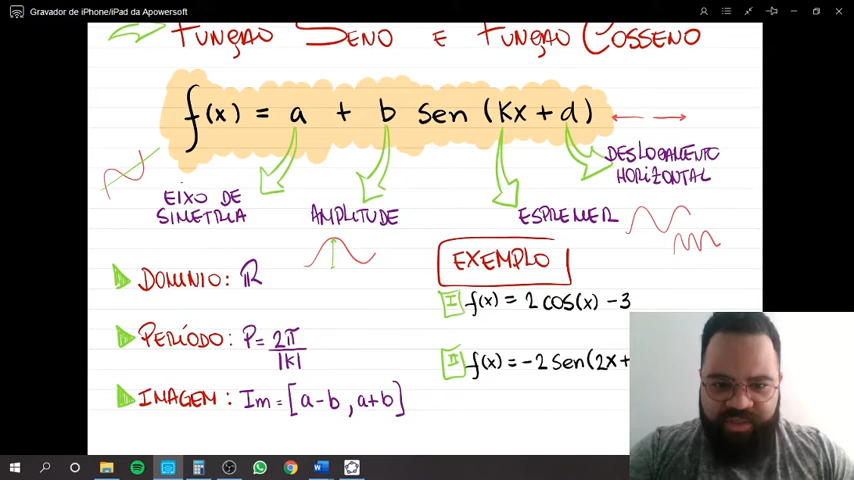 Gravador de iPhone/iPad da Apowersoft
FUNÇÃO SENO E FUNÇÃO COSSENO
f(x) = a + b sen (Kx + d)
DESLOCAMENTO
HORIZONTAL
EIXO DE
SIMETRIA
AMPLITUDE
ESPREMER
EXEMPLO
DOMINIO: ℝ
I f(x) = 2 cos(x) - 3
PERÍODO: P = 2π
|K|
II f(x) = -2 sen(2x +
IMAGEM: Im = [a-b, a+b]